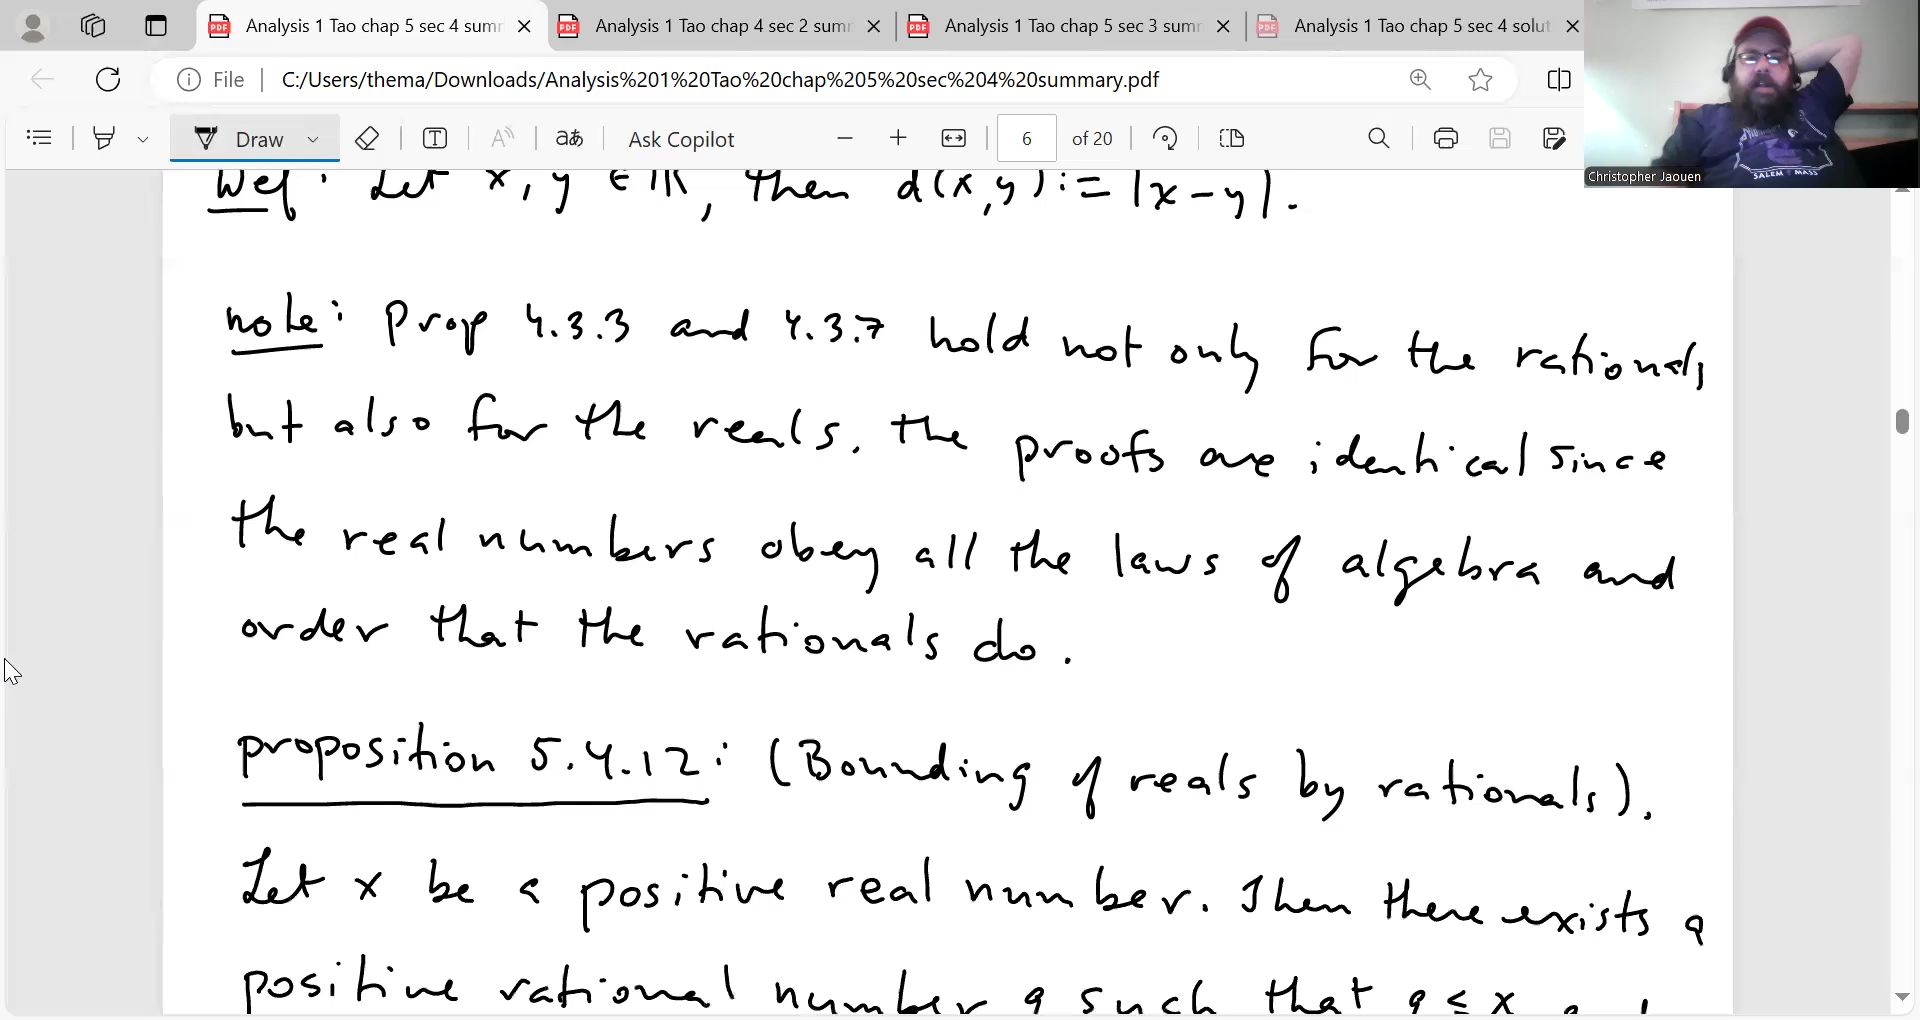 Analysis 1 Tao chap 5 sec 4 sumr
Analysis 1 Tao chap 4 sec 2 sumr
Analysis 1 Tao chap 5 sec 3 sumr
Analysis 1 Tao chap 5 sec 4 solut
File
C:/Users/thema/Downloads/Analysis%201%20Tao%20chap%205%20sec%204%20summary.pdf
Draw
Ask Copilot
6 of 20
Christopher Jaouen
SALEM MASS
Def: Let x, y ∈ ℝ, then d(x,y) := |x-y|.
note: Prop 4.3.3 and 4.3.7 hold not only for the rationals
but also for the reals. The proofs are identical since
the real numbers obey all the laws of algebra and
order that the rationals do.
proposition 5.4.12: (Bounding of reals by rationals).
Let x be a positive real number. Then there exists a
positive rational number q such that q ≤ x